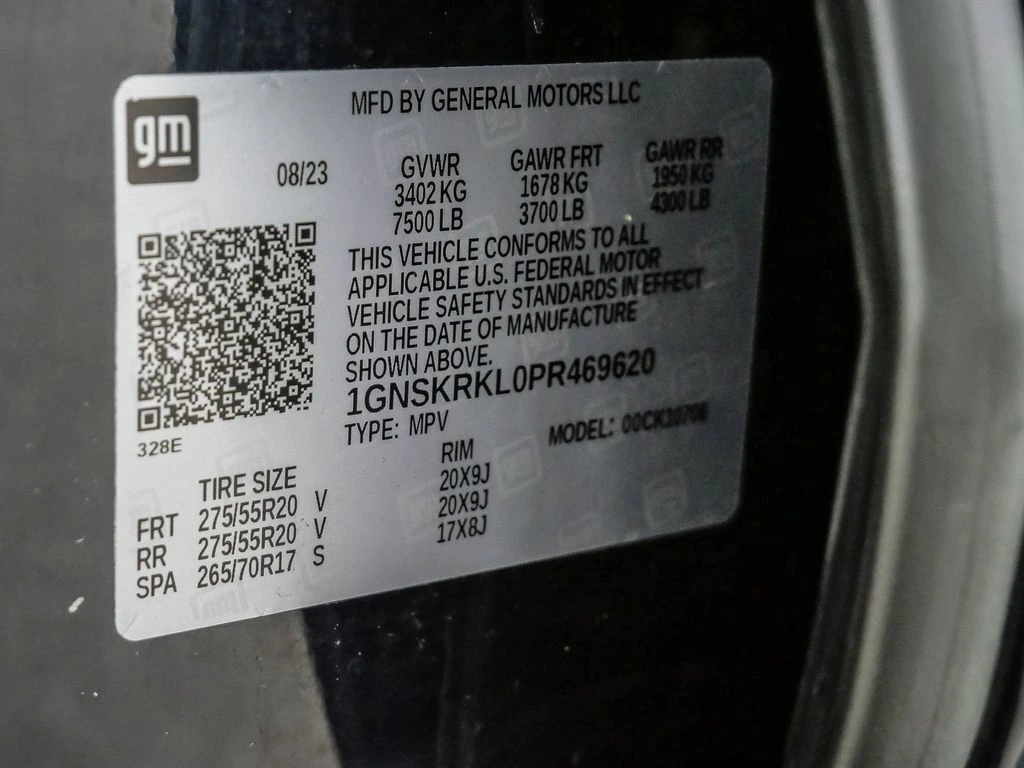 gm
MFD BY GENERAL MOTORS LLC
08/23
GVWR GAWR FRT GAWR RR
3402 KG 1678 KG 1950 KG
7500 LB 3700 LB 4300 LB
THIS VEHICLE CONFORMS TO ALL
APPLICABLE U.S. FEDERAL MOTOR
VEHICLE SAFETY STANDARDS IN EFFECT
ON THE DATE OF MANUFACTURE
SHOWN ABOVE.
1GNSKRKL0PR469620
TYPE: MPV MODEL:
328E
TIRE SIZE RIM
FRT 275/55R20 V 20X9J
RR 275/55R20 V 20X9J
SPA 265/70R17 S 17X8J